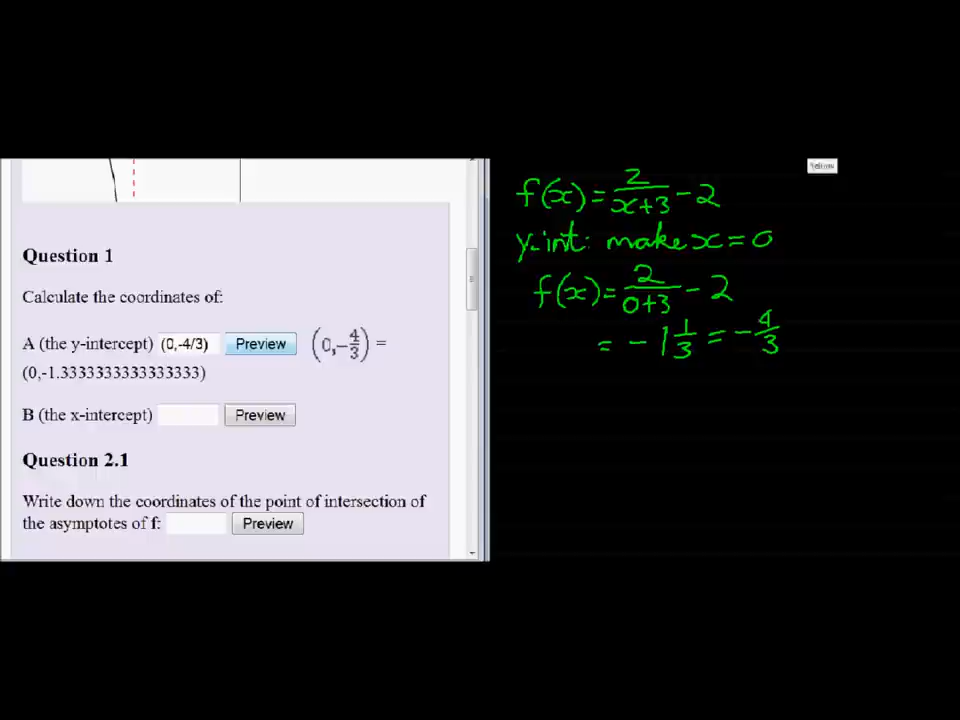 Question 1
Calculate the coordinates of:
A (the y-intercept) (0,-4/3) Preview (0,-4/3) =
(0,-1.3333333333333333)
B (the x-intercept) Preview
Question 2.1
Write down the coordinates of the point of intersection of
the asymptotes of f: Preview
f(x) = 2/(x+3) - 2
y-int: make x = 0
f(x) = 2/(0+3) - 2
= -1 1/3 = -4/3